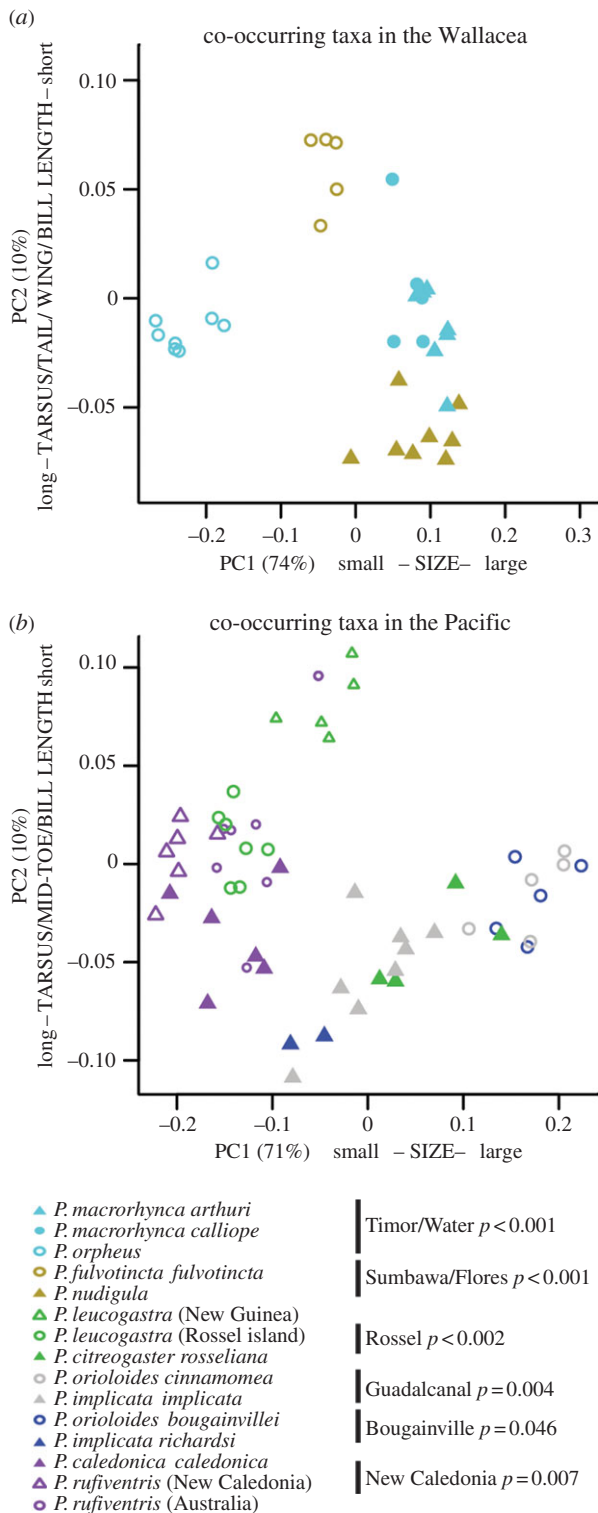 (a) co-occurring taxa in the Wallacea
0.10
0.05
0
–0.05
PC2 (10%)
long – TARSUS/TAIL/ WING/ BILL LENGTH – short
–0.2 –0.1 0 0.1 0.2 0.3
PC1 (74%) small – SIZE– large
(b) co-occurring taxa in the Pacific
0.10
0.05
0
–0.05
–0.10
PC2 (10%)
long – TARSUS/MID-TOE/BILL LENGTH short
–0.2 –0.1 0 0.1 0.2
PC1 (71%) small – SIZE– large
P. macrorhynca arthuri
P. macrorhynca calliope
P. orpheus
Timor/Water p < 0.001
P. fulvotincta fulvotincta
P. nudigula
Sumbawa/Flores p < 0.001
P. leucogastra (New Guinea)
P. leucogastra (Rossel island)
P. citreogaster rosseliana
Rossel p < 0.002
P. orioloides cinnamomea
P. implicata implicata
Guadalcanal p = 0.004
P. orioloides bougainvillei
P. implicata richardsi
Bougainville p = 0.046
P. caledonica caledonica
P. rufiventris (New Caledonia)
P. rufiventris (Australia)
New Caledonia p = 0.007